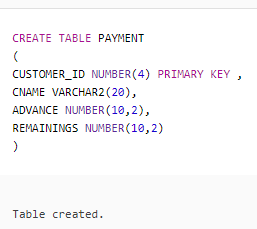 CREATE TABLE PAYMENT
(
CUSTOMER_ID NUMBER(4) PRIMARY KEY ,
CNAME VARCHAR2(20),
ADVANCE NUMBER(10,2),
REMAININGS NUMBER(10,2)
)
Table created.